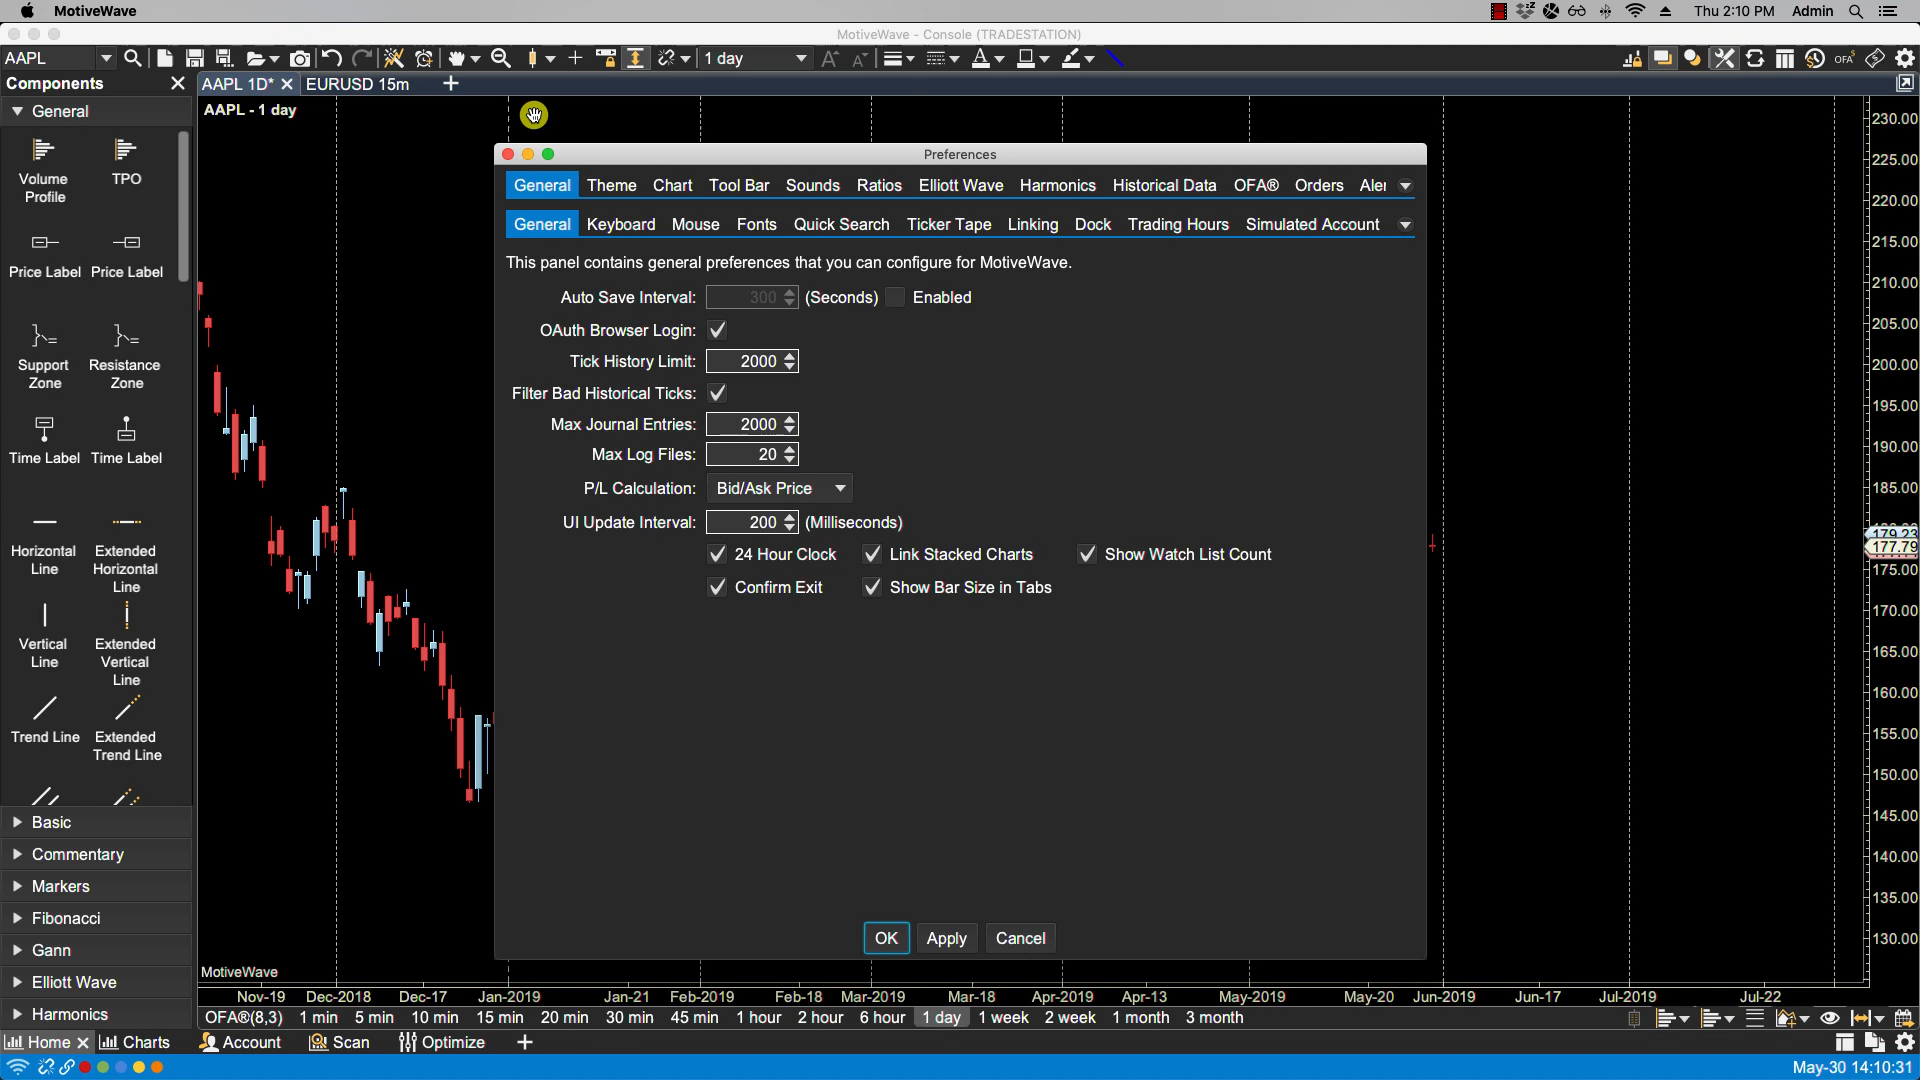 MotiveWave
Thu 2:10 PM Admin
MotiveWave - Console (TRADESTATION)
AAPL
1 day
OFA
Components
AAPL 1D*
EURUSD 15m
General
AAPL - 1 day
Volume Profile
TPO
Price Label
Price Label
Support Zone
Resistance Zone
Time Label
Time Label
Horizontal Line
Extended Horizontal Line
Vertical Line
Extended Vertical Line
Trend Line
Extended Trend Line
Basic
Commentary
Markers
Fibonacci
Gann
Elliott Wave
Harmonics
Preferences
General Theme Chart Tool Bar Sounds Ratios Elliott Wave Harmonics Historical Data OFA® Orders Aler
General Keyboard Mouse Fonts Quick Search Ticker Tape Linking Dock Trading Hours Simulated Account
This panel contains general preferences that you can configure for MotiveWave.
Auto Save Interval: 300 (Seconds) Enabled
OAuth Browser Login:
Tick History Limit: 2000
Filter Bad Historical Ticks:
Max Journal Entries: 2000
Max Log Files: 20
P/L Calculation: Bid/Ask Price
UI Update Interval: 200 (Milliseconds)
24 Hour Clock Link Stacked Charts Show Watch List Count
Confirm Exit Show Bar Size in Tabs
OK Apply Cancel
230.00
225.00
220.00
215.00
210.00
205.00
200.00
195.00
190.00
185.00
179.23
177.79
175.00
170.00
165.00
160.00
155.00
150.00
145.00
140.00
135.00
130.00
MotiveWave
Nov-19 Dec-2018 Dec-17 Jan-2019 Jan-21 Feb-2019 Feb-18 Mar-2019 Mar-18 Apr-2019 Apr-13 May-2019 May-20 Jun-2019 Jun-17 Jul-2019 Jul-22
OFA®(8,3) 1 min 5 min 10 min 15 min 20 min 30 min 45 min 1 hour 2 hour 6 hour 1 day 1 week 2 week 1 month 3 month
Home Charts Account Scan Optimize
May-30 14:10:31